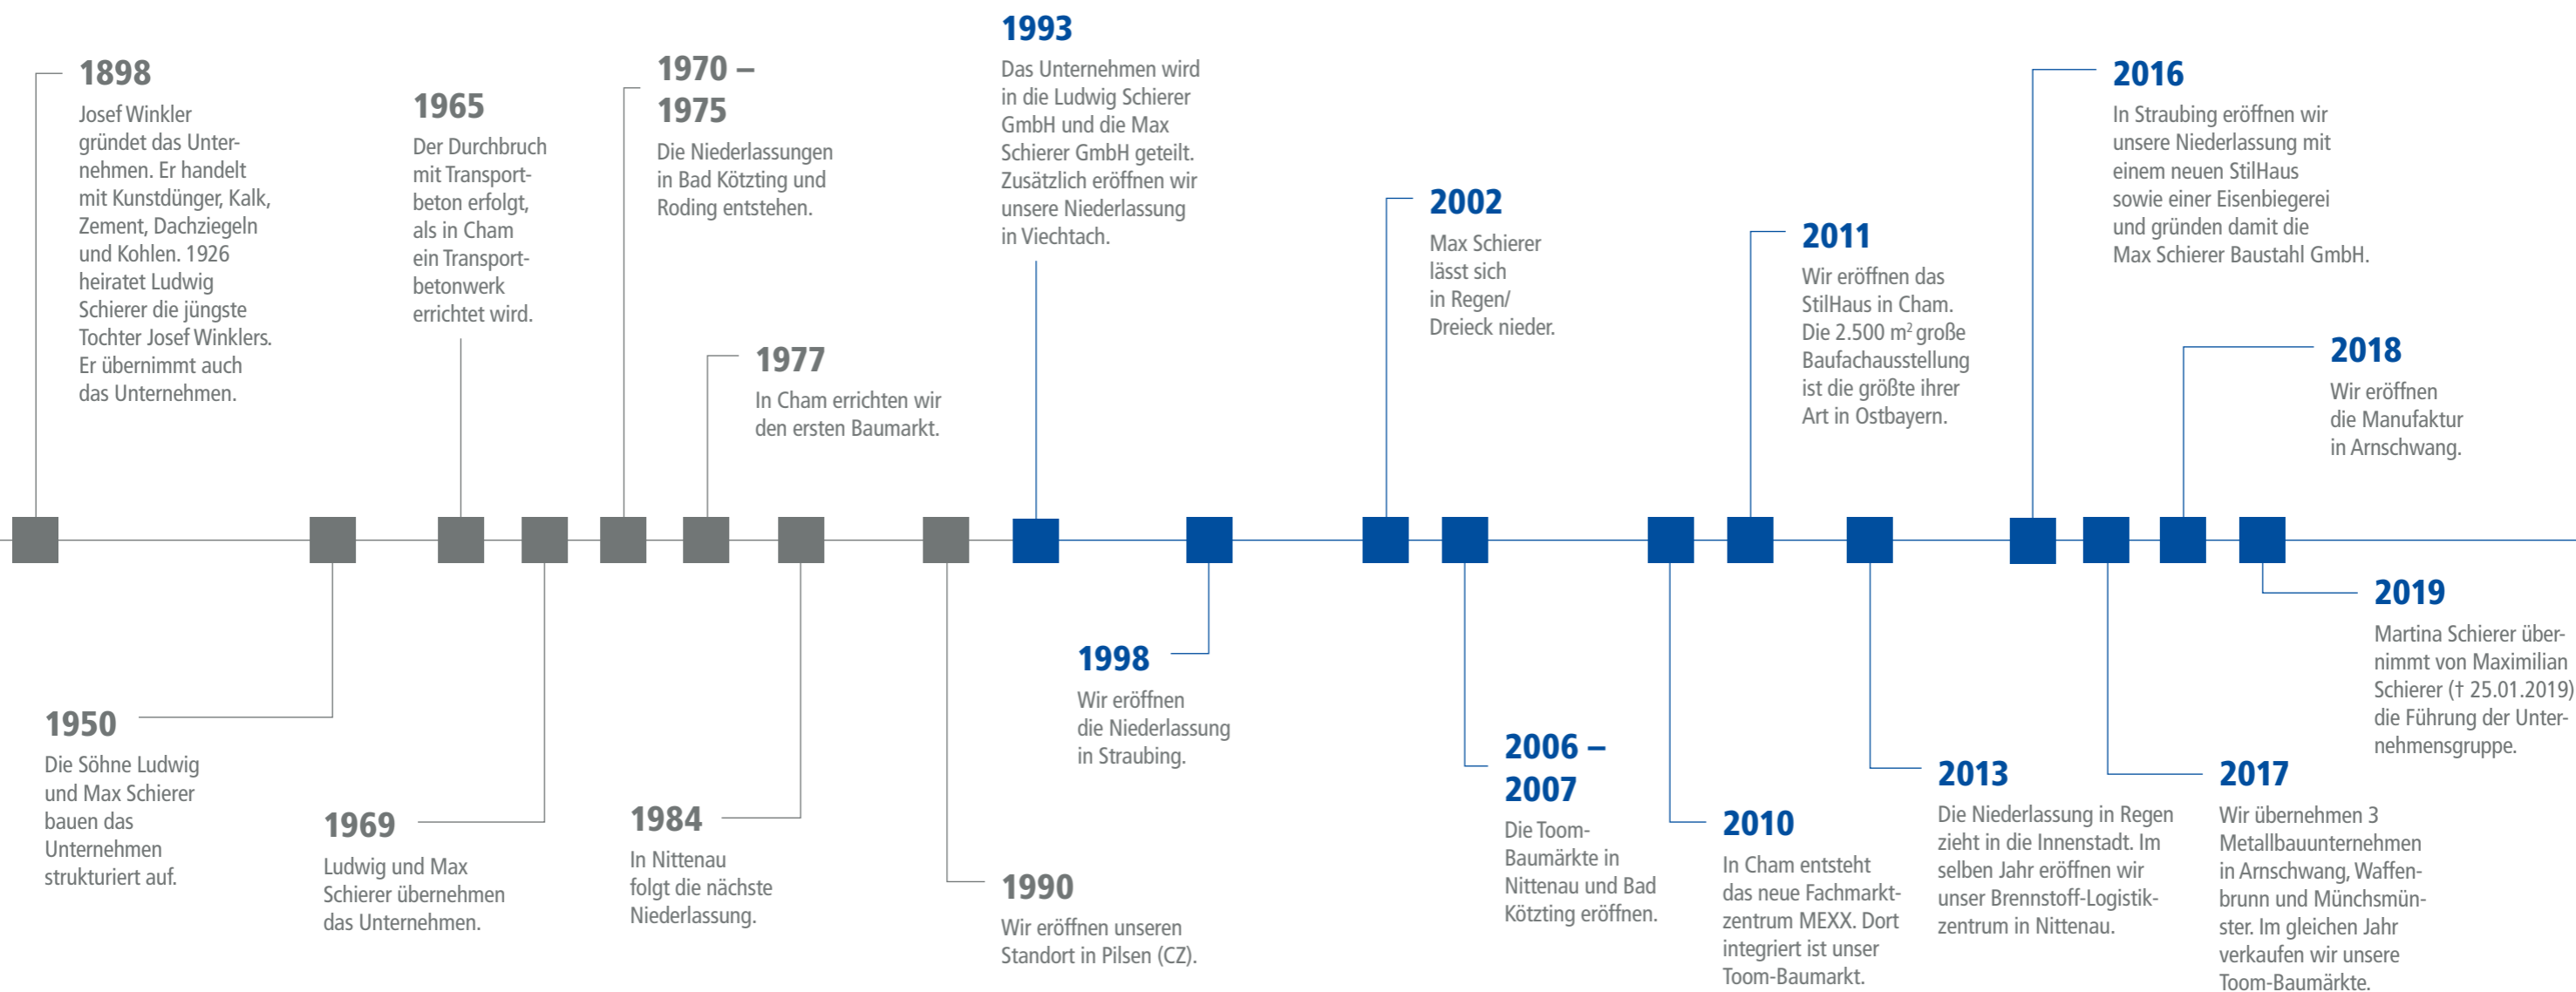 1898
Josef Winkler
gründet das Unter-
nehmen. Er handelt
mit Kunstdünger, Kalk,
Zement, Dachziegeln
und Kohlen. 1926
heiratet Ludwig
Schierer die jüngste
Tochter Josef Winklers.
Er übernimmt auch
das Unternehmen.
1950
Die Söhne Ludwig
und Max Schierer
bauen das
Unternehmen
strukturiert auf.
1965
Der Durchbruch
mit Transport-
beton erfolgt,
als in Cham
ein Transport-
betonwerk
errichtet wird.
1969
Ludwig und Max
Schierer übernehmen
das Unternehmen.
1970 –
1975
Die Niederlassungen
in Bad Kötzting und
Roding entstehen.
1977
In Cham errichten wir
den ersten Baumarkt.
1984
In Nittenau
folgt die nächste
Niederlassung.
1990
Wir eröffnen unseren
Standort in Pilsen (CZ).
1993
Das Unternehmen wird
in die Ludwig Schierer
GmbH und die Max
Schierer GmbH geteilt.
Zusätzlich eröffnen wir
unsere Niederlassung
in Viechtach.
1998
Wir eröffnen
die Niederlassung
in Straubing.
2002
Max Schierer
lässt sich
in Regen/
Dreieck nieder.
2006 –
2007
Die Toom-
Baumärkte in
Nittenau und Bad
Kötzting eröffnen.
2010
In Cham entsteht
das neue Fachmarkt-
zentrum MEXX. Dort
integriert ist unser
Toom-Baumarkt.
2011
Wir eröffnen das
StilHaus in Cham.
Die 2.500 m² große
Baufachausstellung
ist die größte ihrer
Art in Ostbayern.
2013
Die Niederlassung in Regen
zieht in die Innenstadt. Im
selben Jahr eröffnen wir
unser Brennstoff-Logistik-
zentrum in Nittenau.
2016
In Straubing eröffnen wir
unsere Niederlassung mit
einem neuen StilHaus
sowie einer Eisenbiegerei
und gründen damit die
Max Schierer Baustahl GmbH.
2017
Wir übernehmen 3
Metallbauunternehmen
in Arnschwang, Waffen-
brunn und Münchsmün-
ster. Im gleichen Jahr
verkaufen wir unsere
Toom-Baumärkte.
2018
Wir eröffnen
die Manufaktur
in Arnschwang.
2019
Martina Schierer über-
nimmt von Maximilian
Schierer († 25.01.2019)
die Führung der Unter-
nehmensgruppe.